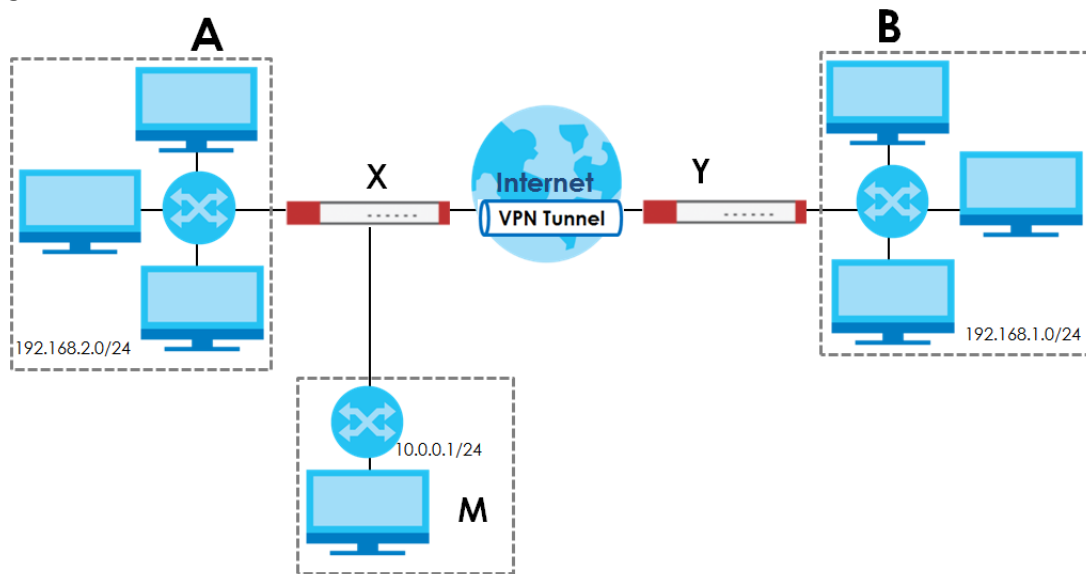 A
B
X
Internet
Y
VPN Tunnel
192.168.2.0/24
192.168.1.0/24
10.0.0.1/24
M